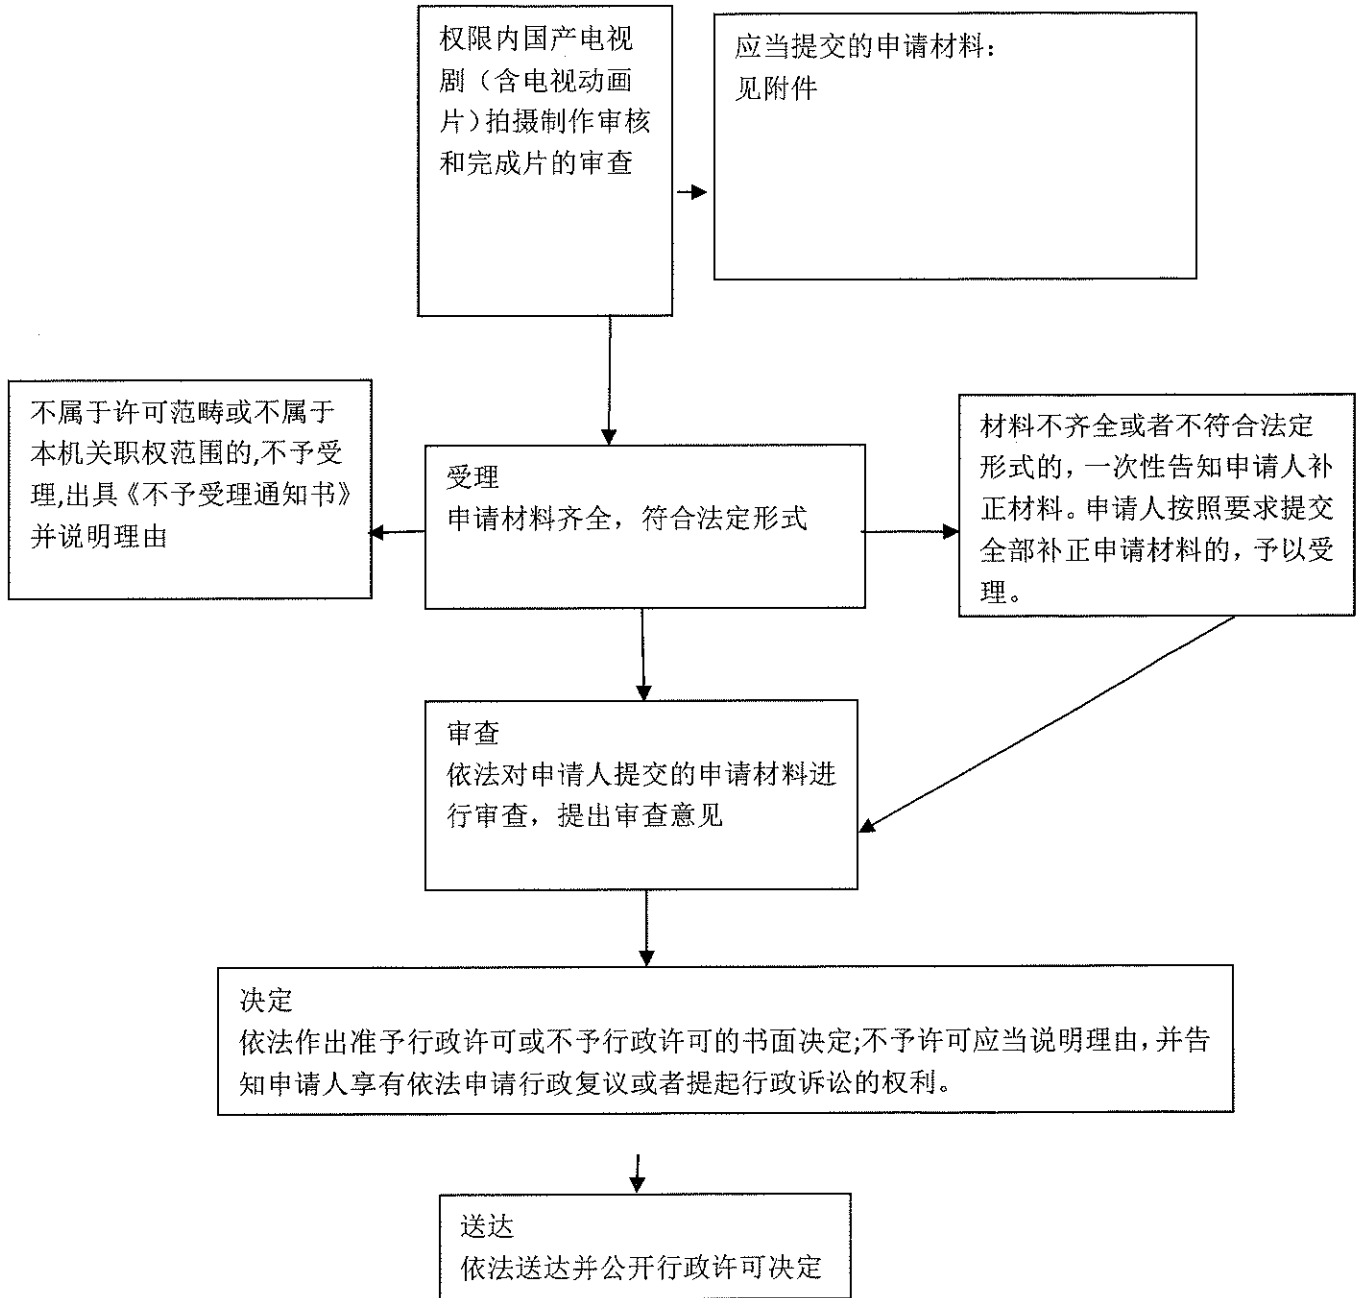 权限内国产电视
剧（含电视动画
片）拍摄制作审核
和完成片的审查
应当提交的申请材料：
见附件
不属于许可范畴或不属于
本机关职权范围的,不予受
理,出具《不予受理通知书》
并说明理由
受理
申请材料齐全，符合法定形式
材料不齐全或者不符合法定
形式的，一次性告知申请人补
正材料。申请人按照要求提交
全部补正申请材料的，予以受
理。
审查
依法对申请人提交的申请材料进
行审查，提出审查意见
决定
依法作出准予行政许可或不予行政许可的书面决定;不予许可应当说明理由,并告
知申请人享有依法申请行政复议或者提起行政诉讼的权利。
送达
依法送达并公开行政许可决定